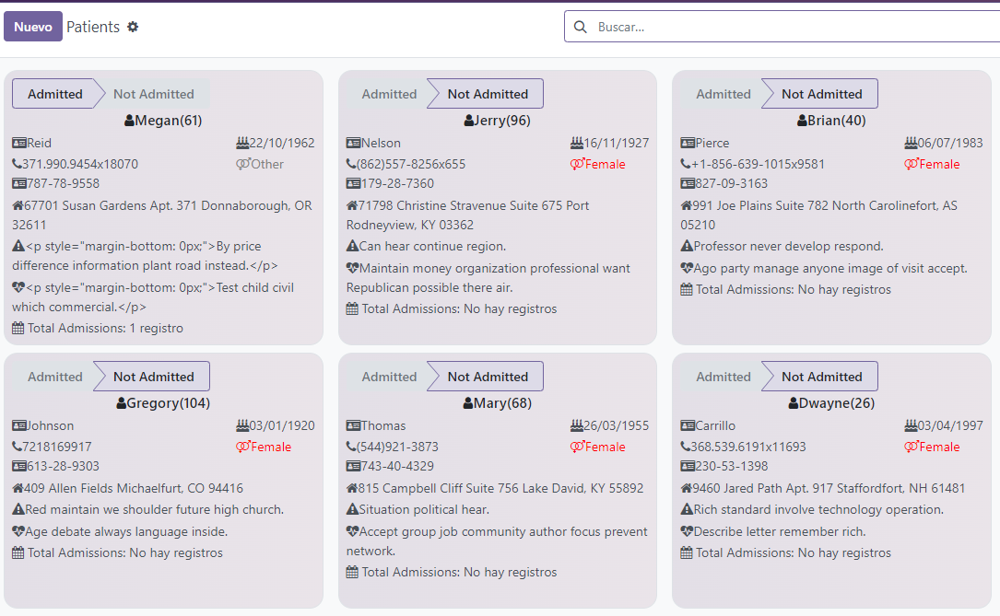 Nuevo Patients
Buscar...
Admitted Not Admitted
Megan(61)
Reid 22/10/1962
371.990.9454x18070 Other
787-78-9558
67701 Susan Gardens Apt. 371 Donnaborough, OR
32611
<p style="margin-bottom: 0px;">By price
difference information plant road instead.</p>
<p style="margin-bottom: 0px;">Test child civil
which commercial.</p>
Total Admissions: 1 registro
Admitted Not Admitted
Jerry(96)
Nelson 16/11/1927
(862)557-8256x655 Female
179-28-7360
71798 Christine Stravenue Suite 675 Port
Rodneyview, KY 03362
Can hear continue region.
Maintain money organization professional want
Republican possible there air.
Total Admissions: No hay registros
Admitted Not Admitted
Brian(40)
Pierce 06/07/1983
+1-856-639-1015x9581 Female
827-09-3163
991 Joe Plains Suite 782 North Carolinefort, AS
05210
Professor never develop respond.
Ago party manage anyone image of visit accept.
Total Admissions: No hay registros
Admitted Not Admitted
Gregory(104)
Johnson 03/01/1920
7218169917 Female
613-28-9303
409 Allen Fields Michaelfurt, CO 94416
Red maintain we shoulder future high church.
Age debate always language inside.
Total Admissions: No hay registros
Admitted Not Admitted
Mary(68)
Thomas 26/03/1955
(544)921-3873 Female
743-40-4329
815 Campbell Cliff Suite 756 Lake David, KY 55892
Situation political hear.
Accept group job community author focus prevent
network.
Total Admissions: No hay registros
Admitted Not Admitted
Dwayne(26)
Carrillo 03/04/1997
368.539.6191x11693 Female
230-53-1398
9460 Jared Path Apt. 917 Staffordfort, NH 61481
Rich standard involve technology operation.
Describe letter remember rich.
Total Admissions: No hay registros